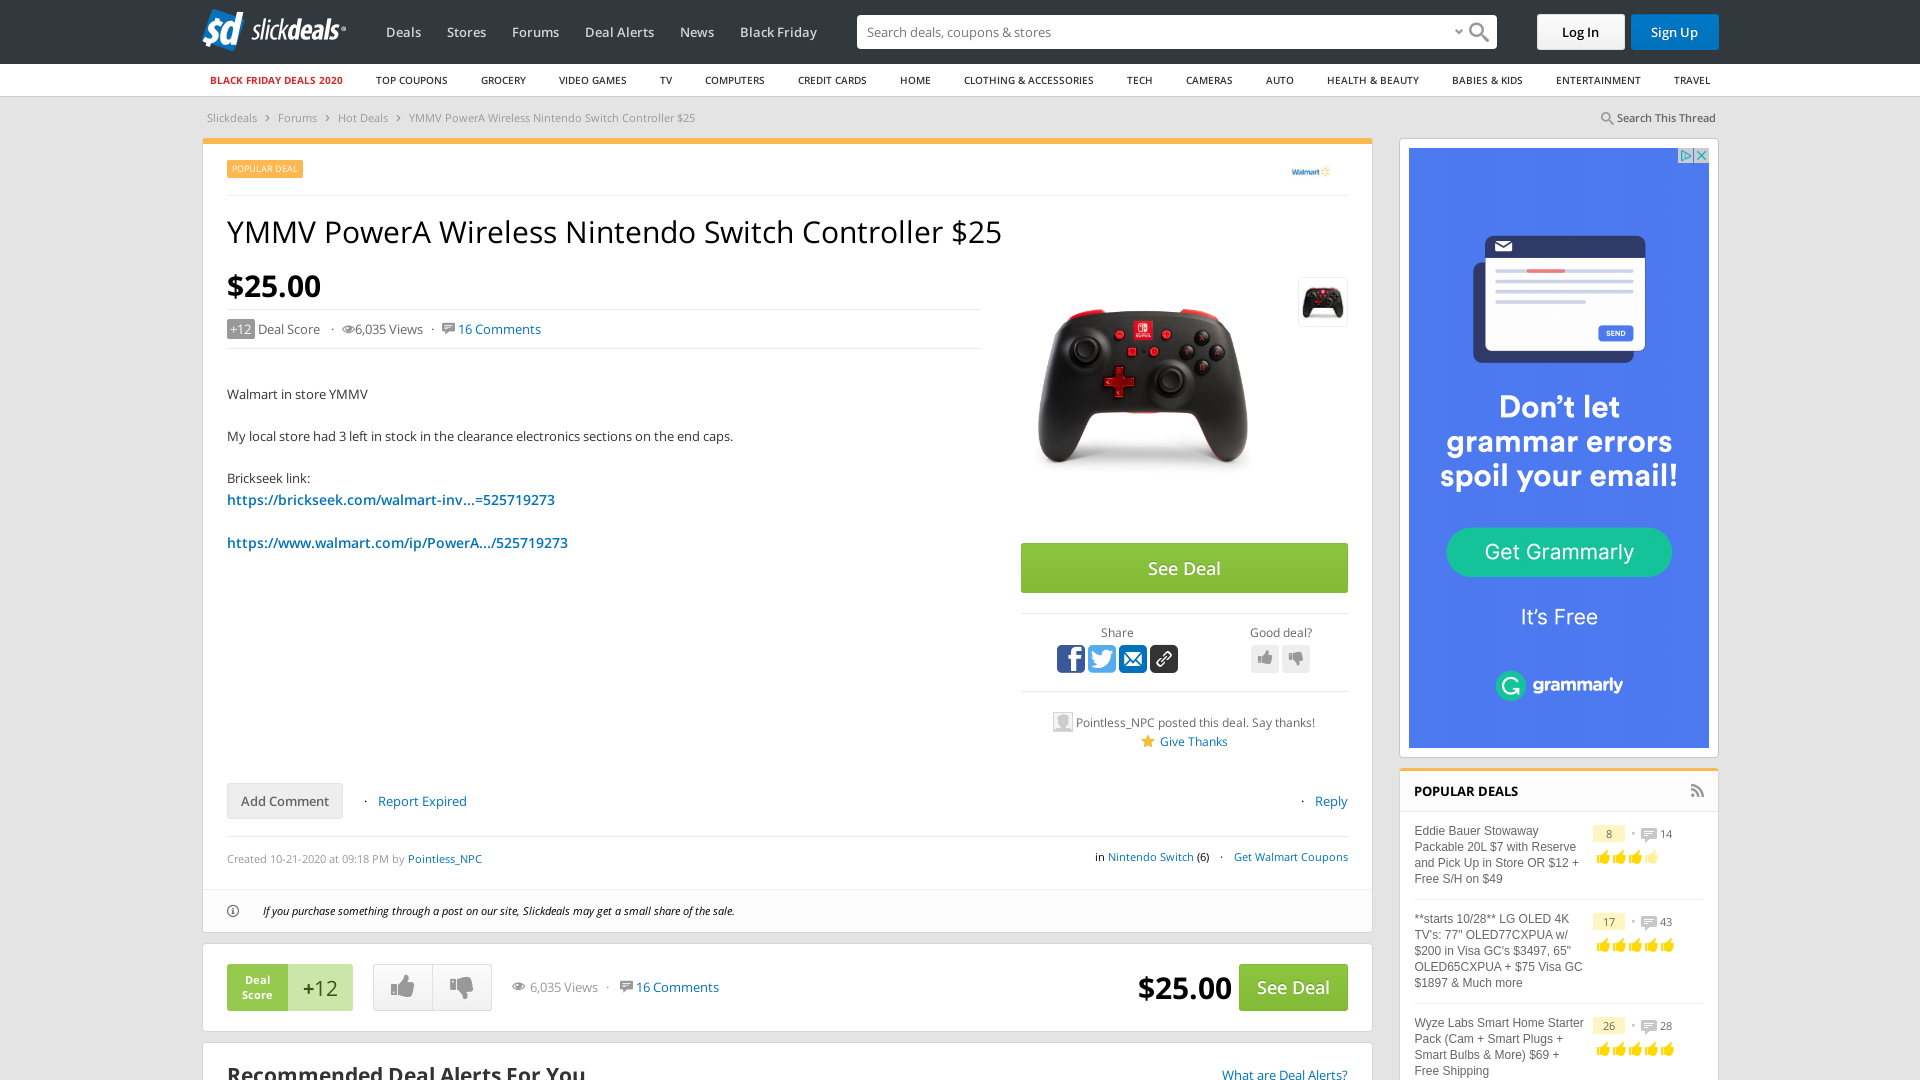 sd slickdeals
Deals Stores Forums Deal Alerts News Black Friday
Search deals, coupons & stores
Log In
Sign Up
BLACK FRIDAY DEALS 2020 TOP COUPONS GROCERY VIDEO GAMES TV COMPUTERS CREDIT CARDS HOME CLOTHING & ACCESSORIES TECH CAMERAS AUTO HEALTH & BEAUTY BABIES & KIDS ENTERTAINMENT TRAVEL
Slickdeals > Forums > Hot Deals > YMMV PowerA Wireless Nintendo Switch Controller $25
Search This Thread
POPULAR DEAL
Walmart
YMMV PowerA Wireless Nintendo Switch Controller $25
$25.00
+12 Deal Score · 6,035 Views · 16 Comments
Walmart in store YMMV
My local store had 3 left in stock in the clearance electronics sections on the end caps.
Brickseek link:
https://brickseek.com/walmart-inv...=525719273
https://www.walmart.com/ip/PowerA.../525719273
See Deal
Share
Good deal?
Pointless_NPC posted this deal. Say thanks!
Give Thanks
Add Comment · Report Expired
· Reply
Created 10-21-2020 at 09:18 PM by Pointless_NPC
in Nintendo Switch (6) · Get Walmart Coupons
If you purchase something through a post on our site, Slickdeals may get a small share of the sale.
Deal
Score
+12
6,035 Views · 16 Comments
$25.00
See Deal
Recommended Deal Alerts For You
What are Deal Alerts?
SEND
Don't let
grammar errors
spoil your email!
Get Grammarly
It's Free
grammarly
POPULAR DEALS
Eddie Bauer Stowaway
Packable 20L $7 with Reserve
and Pick Up in Store OR $12 +
Free S/H on $49
8 • 14
**starts 10/28** LG OLED 4K
TV's: 77" OLED77CXPUA w/
$200 in Visa GC's $3497, 65"
OLED65CXPUA + $75 Visa GC
$1897 & Much more
17 • 43
Wyze Labs Smart Home Starter
Pack (Cam + Smart Plugs +
Smart Bulbs & More) $69 +
Free Shipping
26 • 28